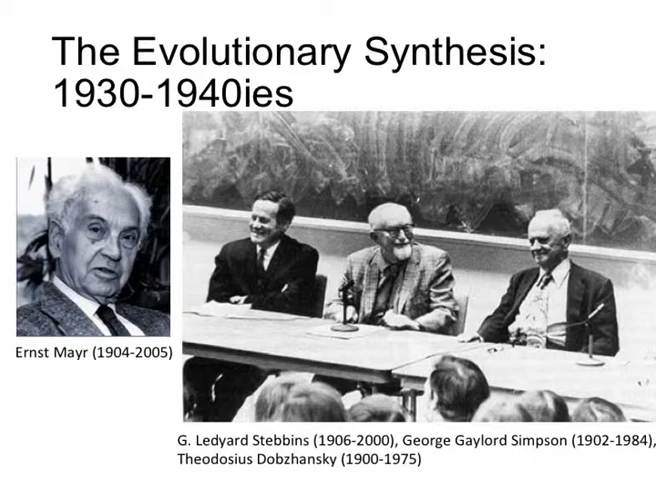 The Evolutionary Synthesis:
1930-1940ies
Ernst Mayr (1904-2005)
G. Ledyard Stebbins (1906-2000), George Gaylord Simpson (1902-1984),
Theodosius Dobzhansky (1900-1975)